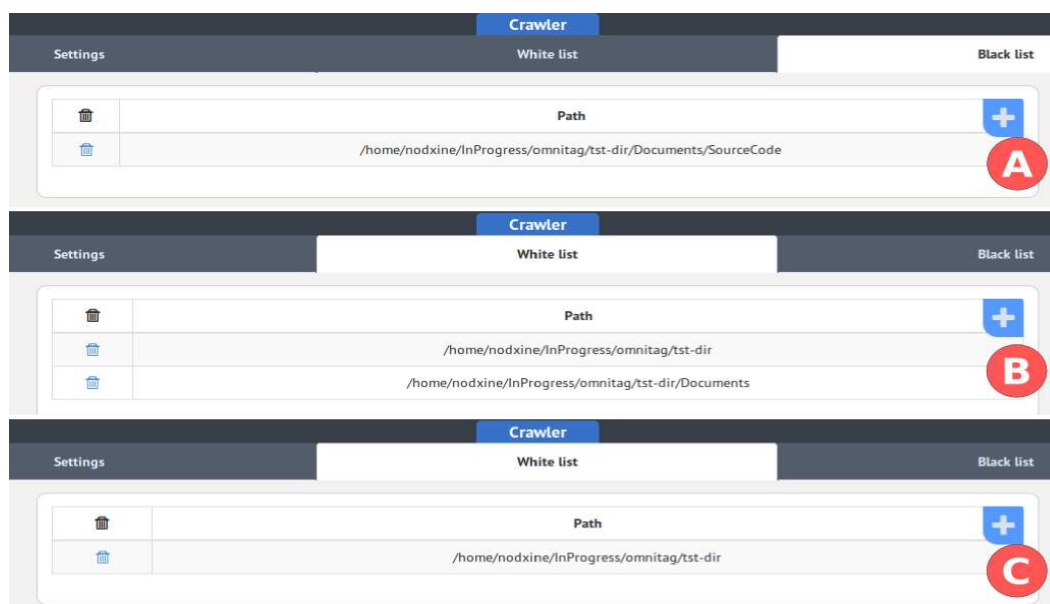 Crawler
Settings White list Black list
Path +
/home/nodxine/InProgress/omnitag/tst-dir/Documents/SourceCode
A
Crawler
Settings White list Black list
Path +
/home/nodxine/InProgress/omnitag/tst-dir
/home/nodxine/InProgress/omnitag/tst-dir/Documents
B
Crawler
Settings White list Black list
Path +
/home/nodxine/InProgress/omnitag/tst-dir
C